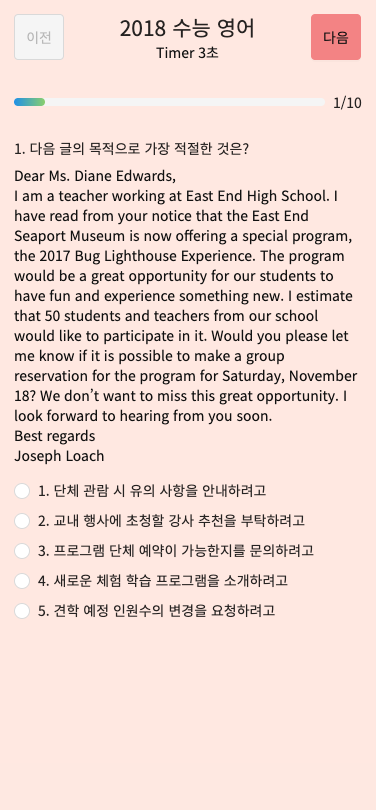 이전
2018 수능 영어
Timer 3초
다음
1/10
1. 다음 글의 목적으로 가장 적절한 것은?
Dear Ms. Diane Edwards,
I am a teacher working at East End High School. I
have read from your notice that the East End
Seaport Museum is now offering a special program,
the 2017 Bug Lighthouse Experience. The program
would be a great opportunity for our students to
have fun and experience something new. I estimate
that 50 students and teachers from our school
would like to participate in it. Would you please let
me know if it is possible to make a group
reservation for the program for Saturday, November
18? We don’t want to miss this great opportunity. I
look forward to hearing from you soon.
Best regards
Joseph Loach
1. 단체 관람 시 유의 사항을 안내하려고
2. 교내 행사에 초청할 강사 추천을 부탁하려고
3. 프로그램 단체 예약이 가능한지를 문의하려고
4. 새로운 체험 학습 프로그램을 소개하려고
5. 견학 예정 인원수의 변경을 요청하려고